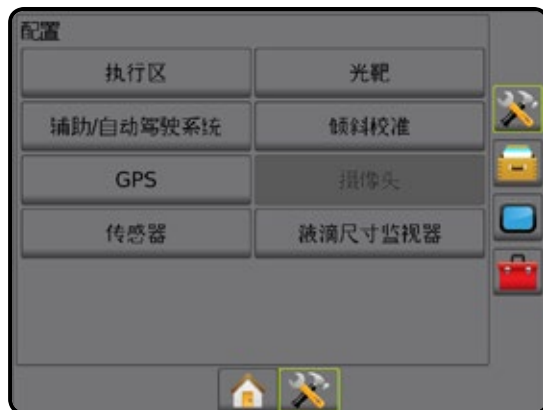 配置
执行区
光靶
辅助/自动驾驶系统
倾斜校准
GPS
摄像头
传感器
液滴尺寸监视器